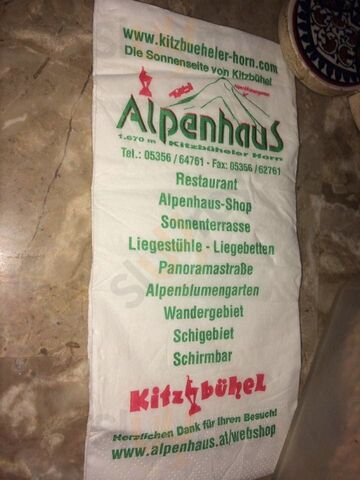 www.kitzbueheler-horn.com
Die Sonnenseite von Kitzbühel
Alpenhaus
1.670 m Kitzbüheler Horn
Tel.: 05356 / 64761 - Fax: 05356 / 62761
Restaurant
Alpenhaus-Shop
Sonnenterrasse
Liegestühle - Liegebetten
Panoramastraße
Alpenblumengarten
Wandergebiet
Schigebiet
Schirmbar
Kitzbühel
Herzlichen Dank für Ihren Besuch!
www.alpenhaus.at/webshop